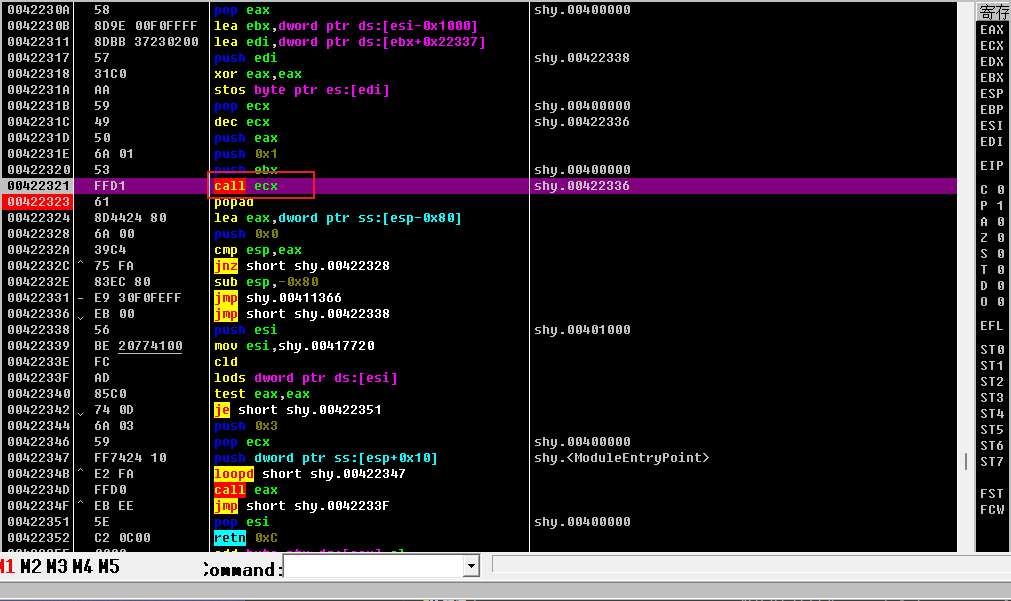 0042230A 58 pop eax shy.00400000 寄存
0042230B 8D9E 00F0FFFF lea ebx,dword ptr ds:[esi-0x1000] EAX
00422311 8DBB 37230200 lea edi,dword ptr ds:[ebx+0x22337] ECX
00422317 57 push edi shy.00422338 EDX
00422318 31C0 xor eax,eax EBX
0042231A AA stos byte ptr es:[edi] ESP
0042231B 59 pop ecx shy.00400000 EBP
0042231C 49 dec ecx shy.00422336 ESI
0042231D 50 push eax EDI
0042231E 6A 01 push 0x1
00422320 53 push ebx shy.00400000 EIP
00422321 FFD1 call ecx shy.00422336 C 0
00422323 61 popad P 1
00422324 8D4424 80 lea eax,dword ptr ss:[esp-0x80] A 0
00422328 6A 00 push 0x0 Z 0
0042232A 39C4 cmp esp,eax S 0
0042232C ^ 75 FA jnz short shy.00422328 T 0
0042232E 83EC 80 sub esp,-0x80 D 0
00422331 - E9 30F0FEFF jmp shy.00411366 O 0
00422336 EB 00 jmp short shy.00422338
00422338 56 push esi shy.00401000 EFL
00422339 BE 20774100 mov esi,shy.00417720
0042233E FC cld ST0
0042233F AD lods dword ptr ds:[esi] ST1
00422340 85C0 test eax,eax ST2
00422342 74 0D je short shy.00422351 ST3
00422344 6A 03 push 0x3 ST4
00422346 59 pop ecx shy.00400000 ST5
00422347 FF7424 10 push dword ptr ss:[esp+0x10] shy.<ModuleEntryPoint> ST6
0042234B ^ E2 FA loopd short shy.00422347 ST7
0042234D FFD0 call eax
0042234F ^ EB EE jmp short shy.0042233F FST
00422351 5E pop esi shy.00400000 FCW
00422352 C2 0C00 retn 0xC
M1 M2 M3 M4 M5 Command: